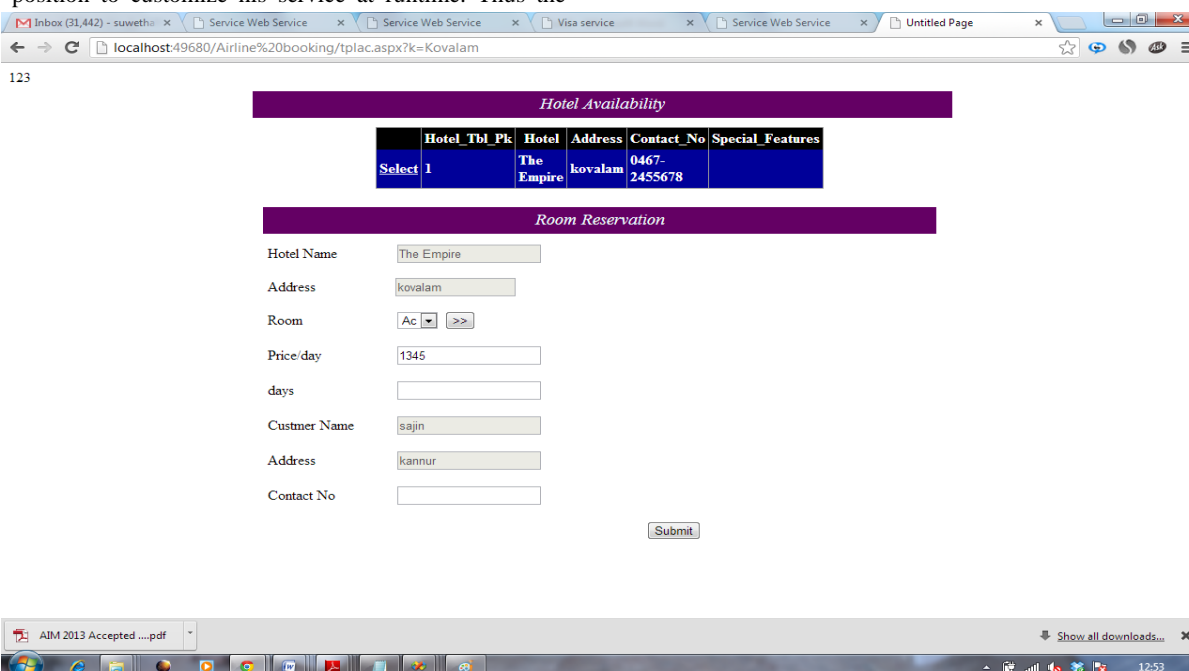 position to customize his service at runtime. Thus the
Inbox (31,442) - suwetha Service Web Service Service Web Service Visa service Service Web Service Untitled Page
localhost:49680/Airline%20booking/tplac.aspx?k=Kovalam
123
Hotel Availability
Hotel_Tbl_Pk Hotel Address Contact_No Special_Features
Select 1 The Empire kovalam 0467-2455678
Room Reservation
Hotel Name The Empire
Address kovalam
Room Ac >>
Price/day 1345
days
Custmer Name sajin
Address kannur
Contact No
Submit
AIM 2013 Accepted ....pdf Show all downloads...
12:53